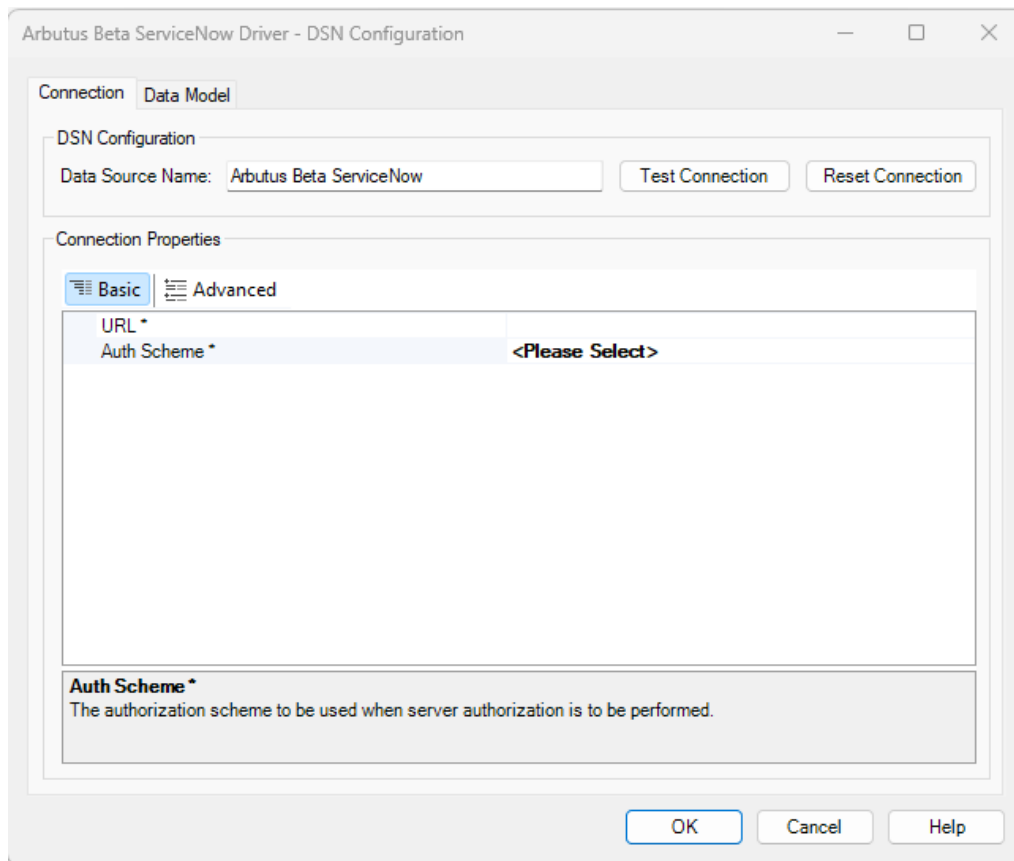 Arbutus Beta ServiceNow Driver - DSN Configuration
Connection Data Model
DSN Configuration
Data Source Name: Arbutus Beta ServiceNow Test Connection Reset Connection
Connection Properties
Basic Advanced
URL *
Auth Scheme * <Please Select>
Auth Scheme *
The authorization scheme to be used when server authorization is to be performed.
OK Cancel Help